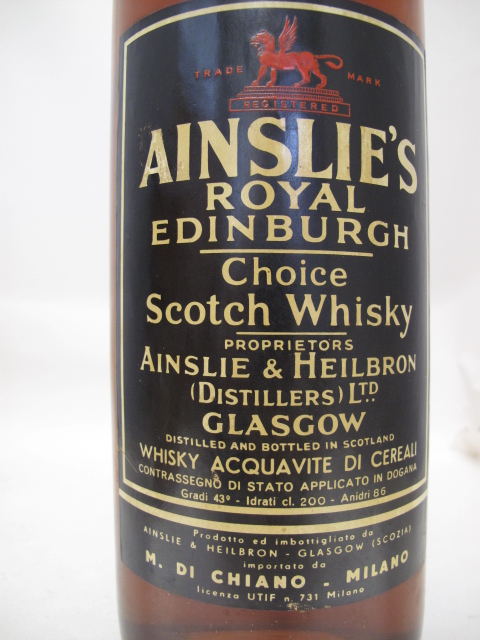 TRADE MARK
REGISTERED
AINSLIE'S
ROYAL
EDINBURGH
Choice
Scotch Whisky
PROPRIETORS
AINSLIE & HEILBRON
(DISTILLERS) LTD.
GLASGOW
DISTILLED AND BOTTLED IN SCOTLAND
WHISKY ACQUAVITE DI CEREALI
CONTRASSEGNO DI STATO APPLICATO IN DOGANA
Gradi 43º - Idrati cl. 200 - Anidri 86
Prodotto ed imbottigliato da
AINSLIE & HEILBRON - GLASGOW (SCOZIA)
importato da
M. DI CHIANO - MILANO
licenza UTIF n. 731 Milano